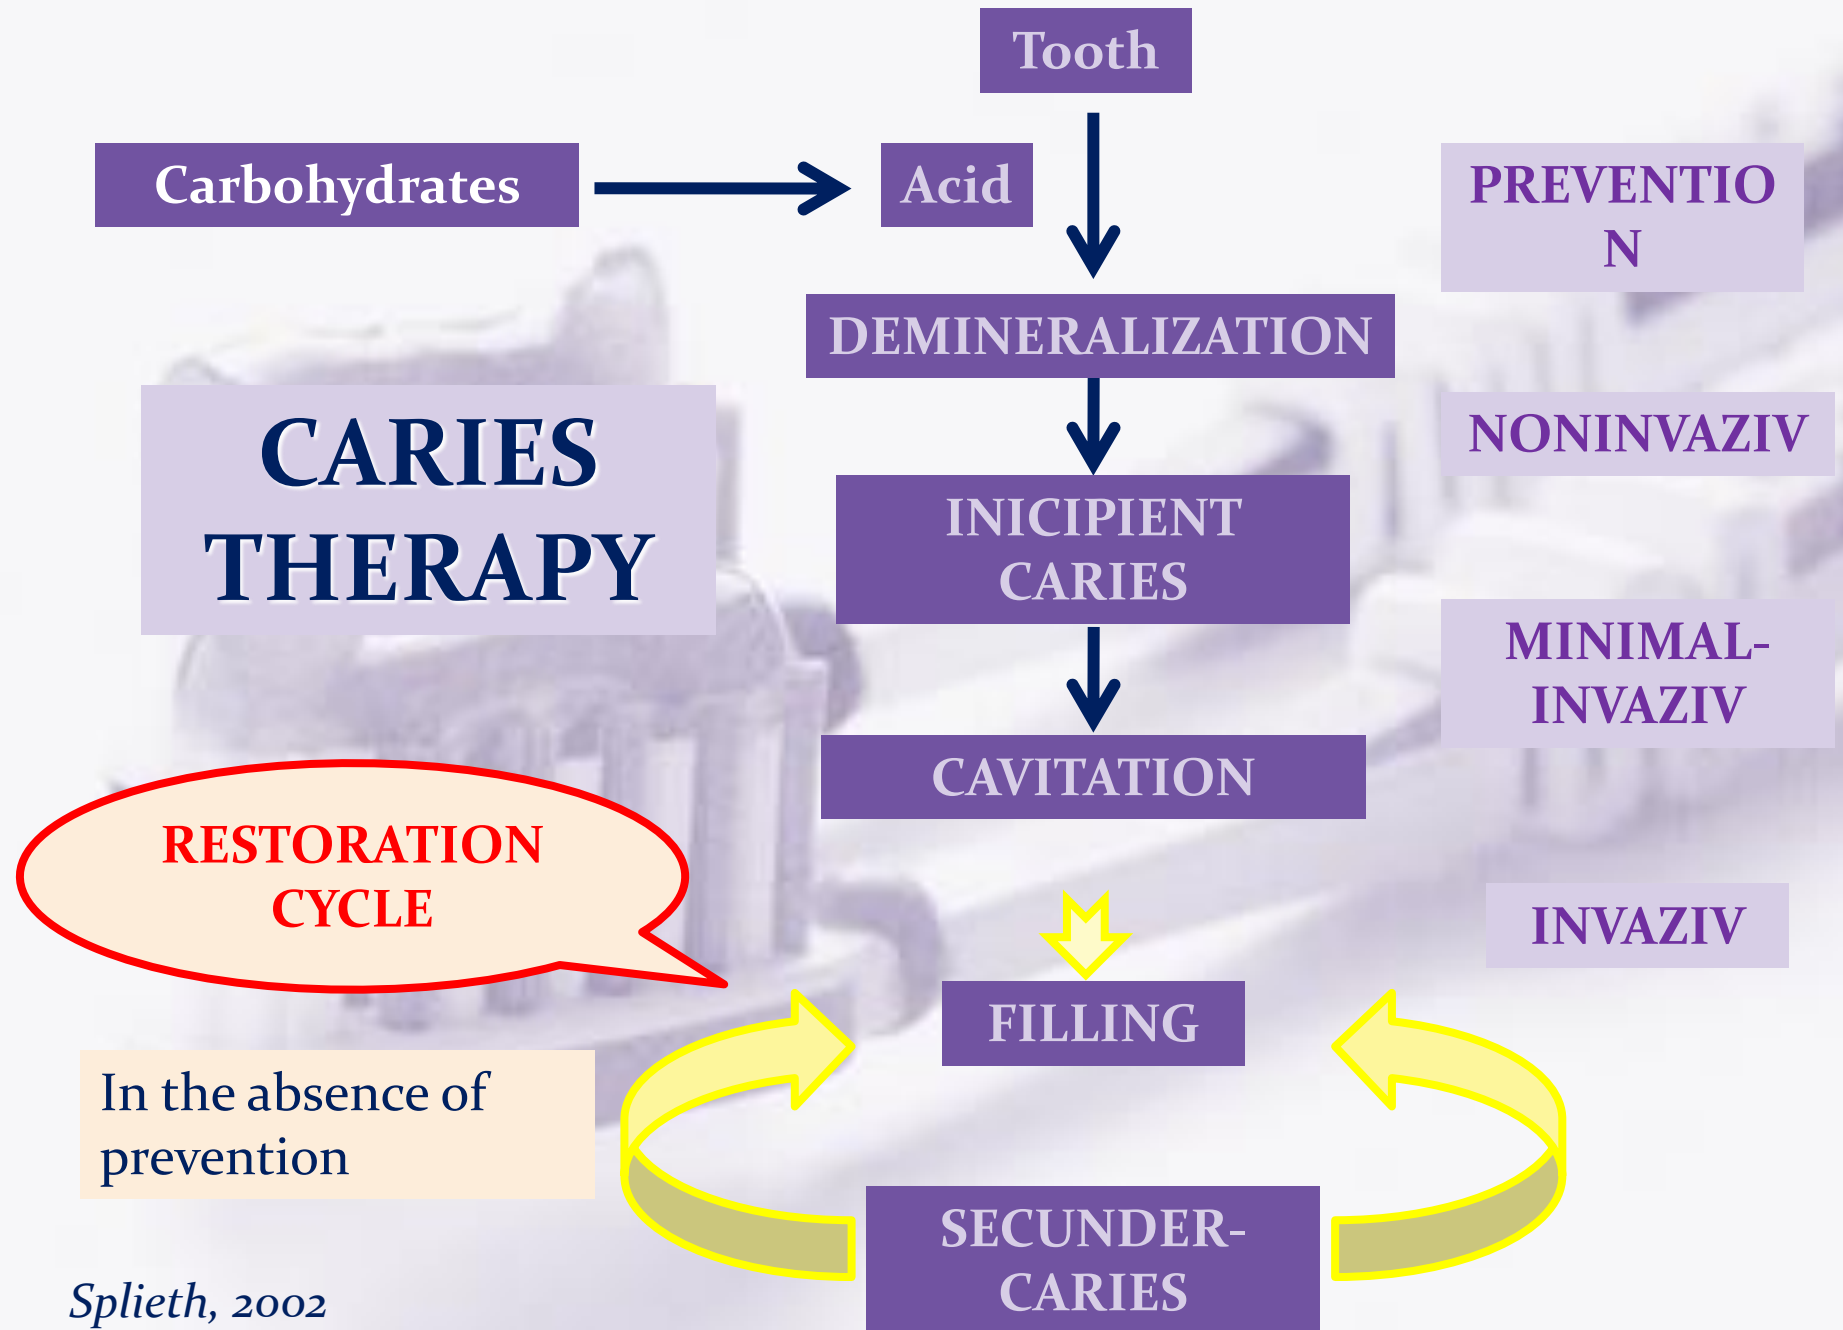 Tooth
Carbohydrates
Acid
PREVENTIO
N
DEMINERALIZATION
NONINVAZIV
CARIES
THERAPY
INICIPIENT
CARIES
MINIMAL-
INVAZIV
CAVITATION
RESTORATION
CYCLE
INVAZIV
FILLING
In the absence of
prevention
SECUNDER-
CARIES
Splieth, 2002